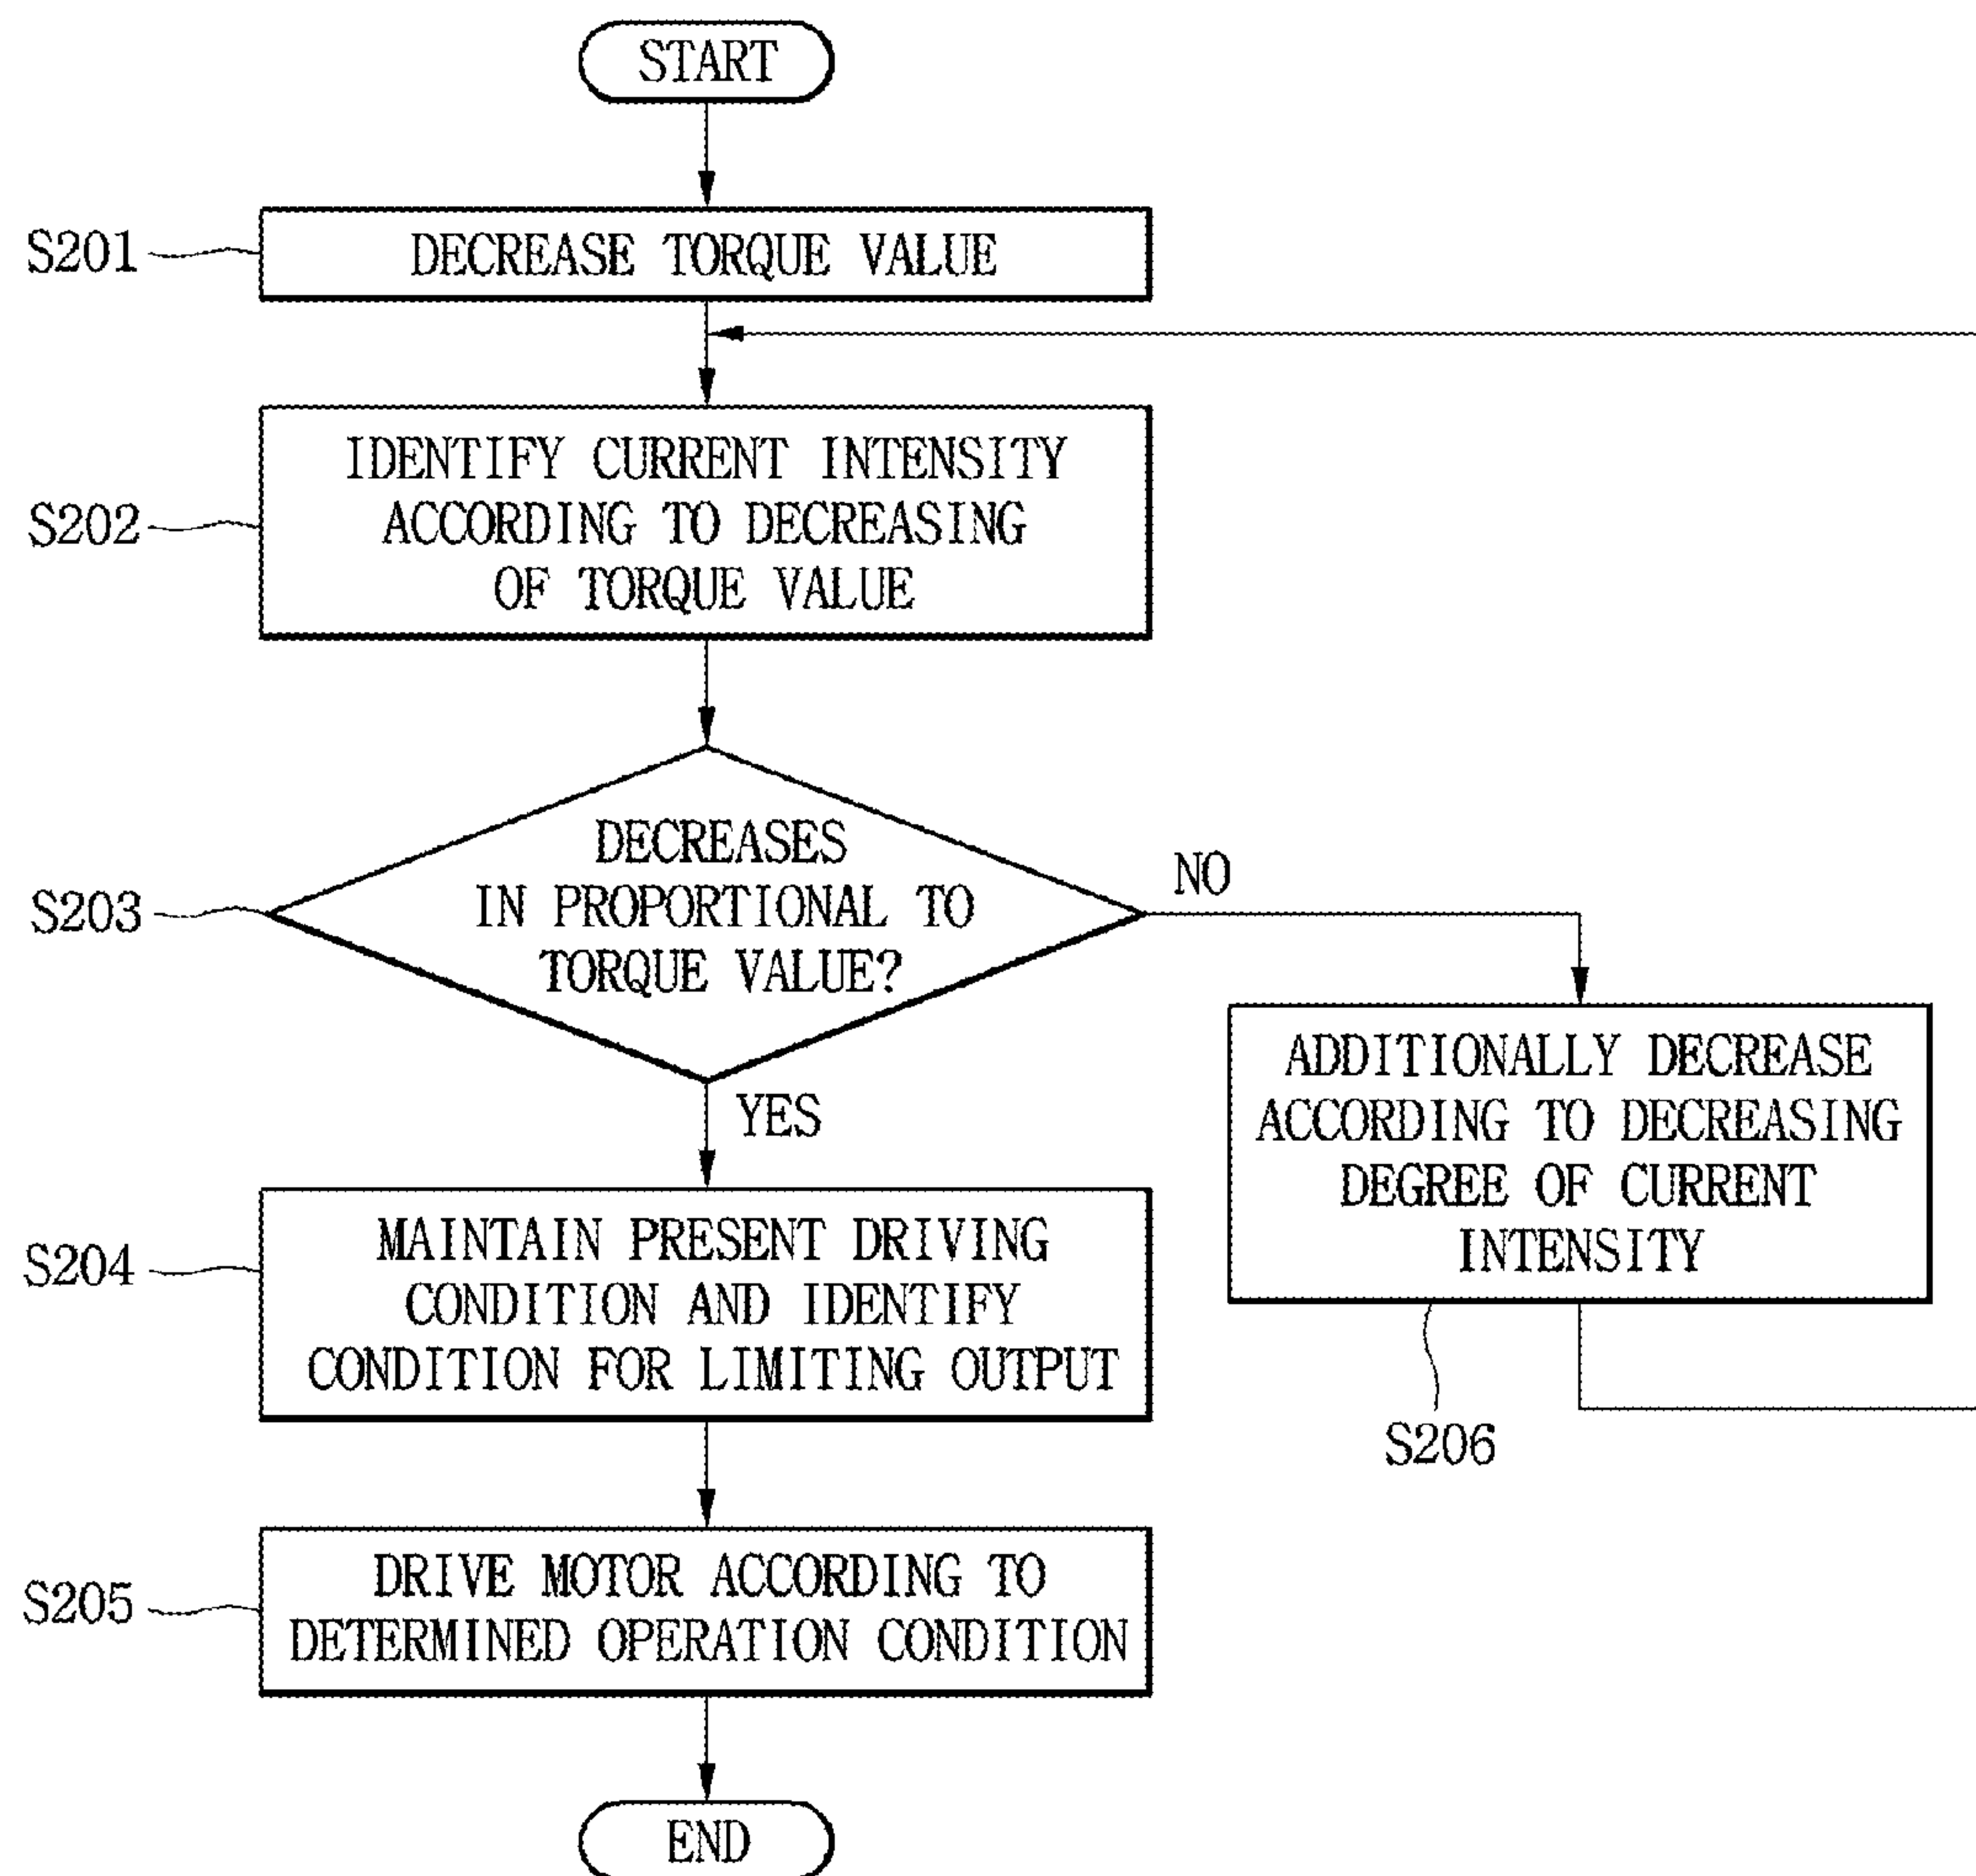 START
S201
DECREASE TORQUE VALUE
S202
IDENTIFY CURRENT INTENSITY
ACCORDING TO DECREASING
OF TORQUE VALUE
S203
DECREASES
IN PROPORTIONAL TO
TORQUE VALUE?
NO
YES
ADDITIONALLY DECREASE
ACCORDING TO DECREASING
DEGREE OF CURRENT
INTENSITY
S206
S204
MAINTAIN PRESENT DRIVING
CONDITION AND IDENTIFY
CONDITION FOR LIMITING OUTPUT
S205
DRIVE MOTOR ACCORDING TO
DETERMINED OPERATION CONDITION
END